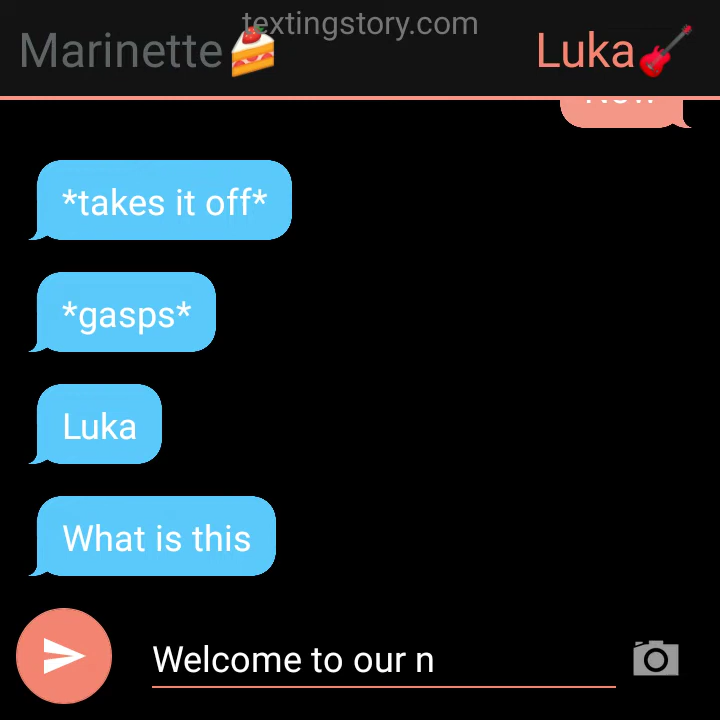 textingstory.com
Marinette🍰
Luka🎸
*takes it off*
*gasps*
Luka
What is this
Welcome to our n